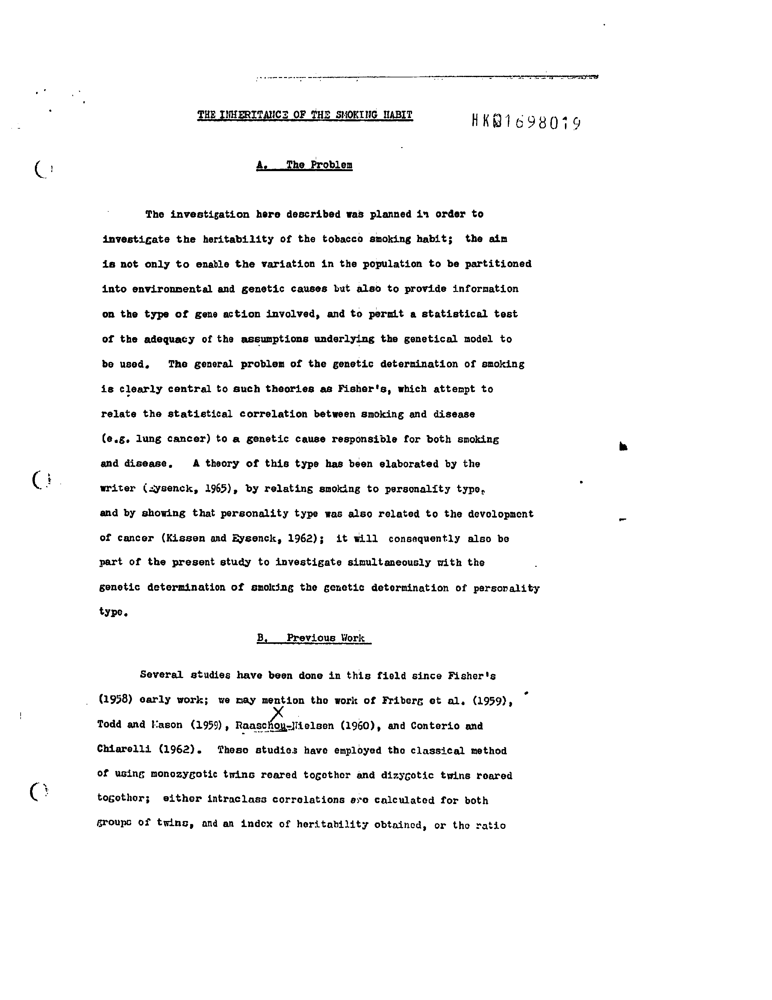 THE INHERITANCE OF THE SMOKING HABIT
HK01698019
A. The Problem
The investigation here described was planned in order to
investigate the heritability of the tobacco smoking habit; the aim
is not only to enable the variation in the population to be partitioned
into environmental and genetic causes but also to provide information
on the type of gene action involved, and to permit a statistical test
of the adequacy of the assumptions underlying the genetical model to
be used. The general problem of the genetic determination of smoking
is clearly central to such theories as Fisher's, which attempt to
relate the statistical correlation between smoking and disease
(e.g. lung cancer) to a genetic cause responsible for both smoking
and disease. A theory of this type has been elaborated by the
writer (Eysenck, 1965), by relating smoking to personality type,
and by showing that personality type was also related to the development
of cancer (Kissen and Eysenck, 1962); it will consequently also be
part of the present study to investigate simultaneously with the
genetic determination of smoking the genetic determination of personality
type.
B. Previous Work
Several studies have been done in this field since Fisher's
(1958) early work; we may mention the work of Friberg et al. (1959),
Todd and Mason (1959), Raaschou-Nielsen (1960), and Conterio and
Chiarelli (1962). These studies have employed the classical method
of using monozygotic twins reared together and dizygotic twins reared
together; either intraclass correlations are calculated for both
groups of twins, and an index of heritability obtained, or the ratio